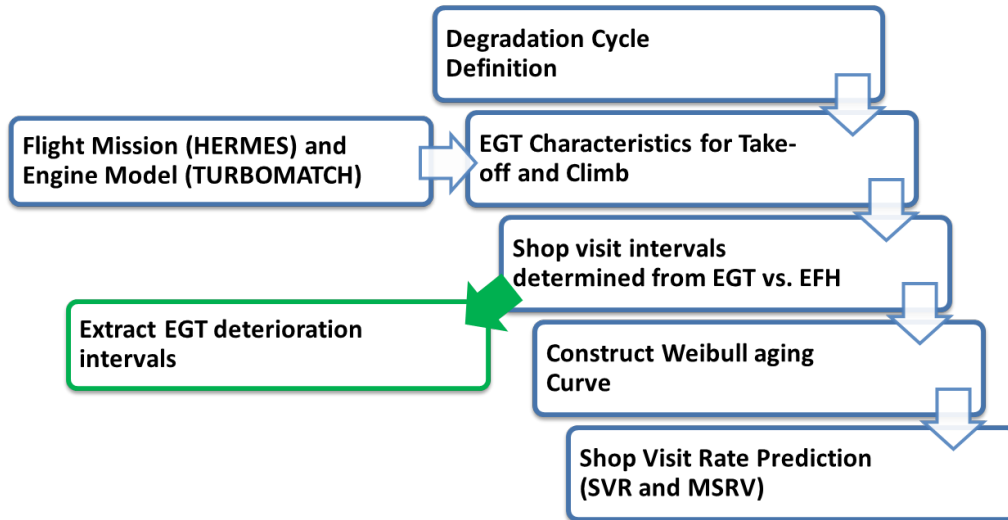 Degradation Cycle
Definition
Flight Mission (HERMES) and
Engine Model (TURBOMATCH)
EGT Characteristics for Take-
off and Climb
Shop visit intervals
determined from EGT vs. EFH
Extract EGT deterioration
intervals
Construct Weibull aging
Curve
Shop Visit Rate Prediction
(SVR and MSRV)